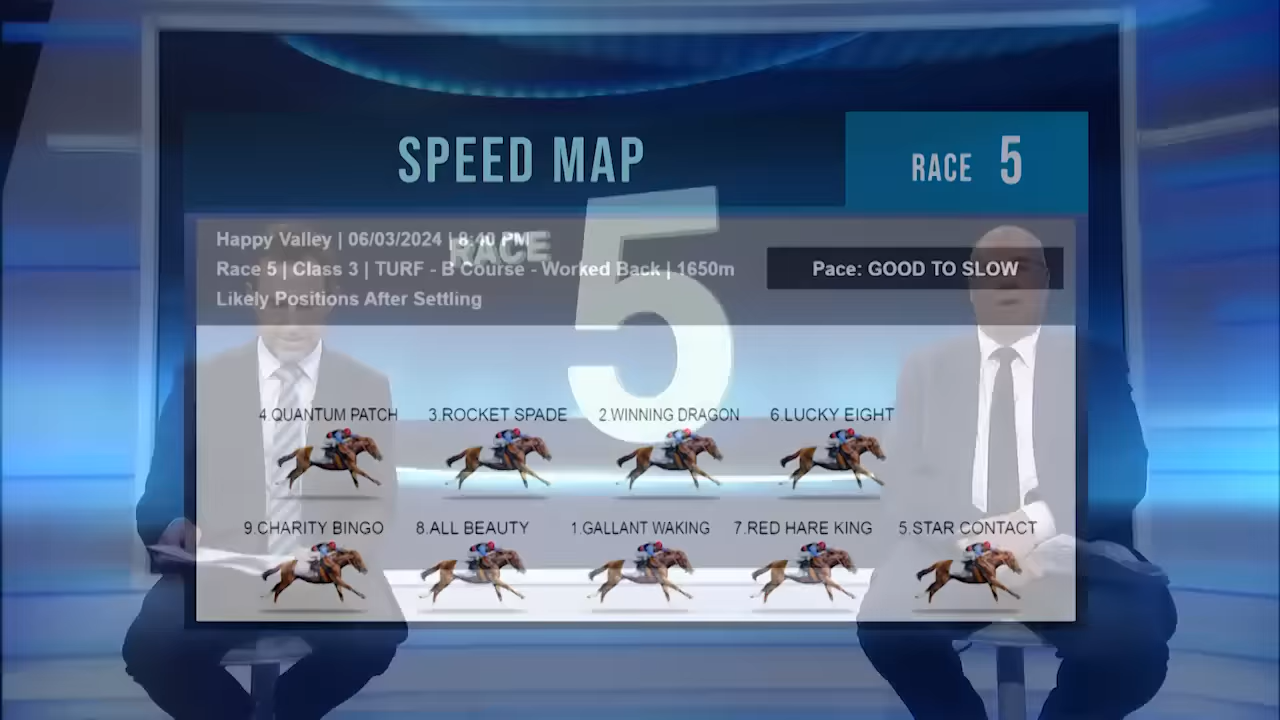 SPEED MAP
RACE 5
RACE
5
Happy Valley | 06/03/2024 | 8:40 PM
Race 5 | Class 3 | TURF - B Course - Worked Back | 1650m
Likely Positions After Settling
Pace: GOOD TO SLOW
4.QUANTUM PATCH 3.ROCKET SPADE 2.WINNING DRAGON 6.LUCKY EIGHT
9.CHARITY BINGO 8.ALL BEAUTY 1.GALLANT WAKING 7.RED HARE KING 5.STAR CONTACT